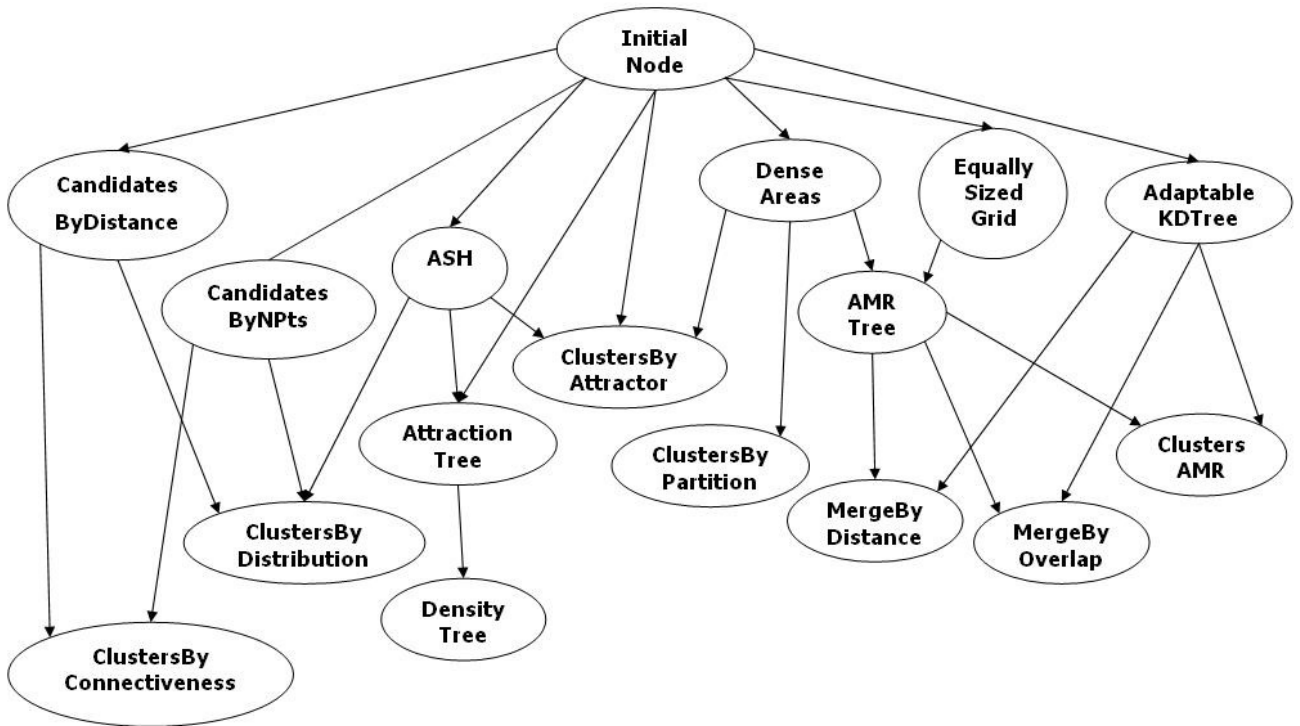 Initial
Node
Candidates
ByDistance
Dense
Areas
Equally
Sized
Grid
Adaptable
KDTree
ASH
Candidates
ByNPts
AMR
Tree
ClustersBy
Attractor
Attraction
Tree
ClustersBy
Partition
Clusters
AMR
ClustersBy
Distribution
MergeBy
Distance
MergeBy
Overlap
Density
Tree
ClustersBy
Connectiveness